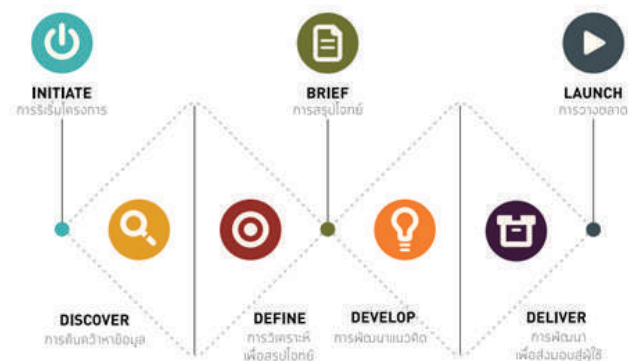 INITIATE
การริเริ่มโครงการ
BRIEF
การสรุปโจทย์
LAUNCH
การวางตลาด
DISCOVER
การค้นคว้าหาข้อมูล
DEFINE
การวิเคราะห์
เพื่อสรุปโจทย์
DEVELOP
การพัฒนาแนวคิด
DELIVER
การพัฒนา
เพื่อส่งมอบสู่ผู้ใช้